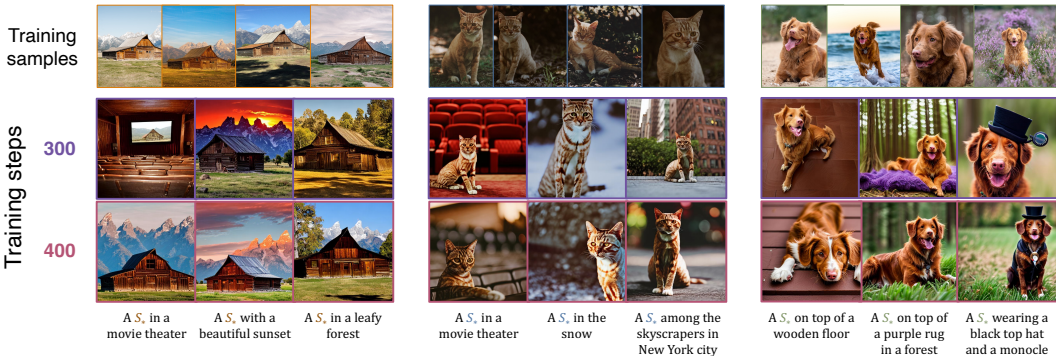 Training
samples
Training steps
300
400
A S* in a
movie theater
A S* with a
beautiful sunset
A S* in a leafy
forest
A S* in a
movie theater
A S* in the
snow
A S* among the
skyscrapers in
New York city
A S* on top of a
wooden floor
A S* on top of
a purple rug
in a forest
A S* wearing a
black top hat
and a monocle